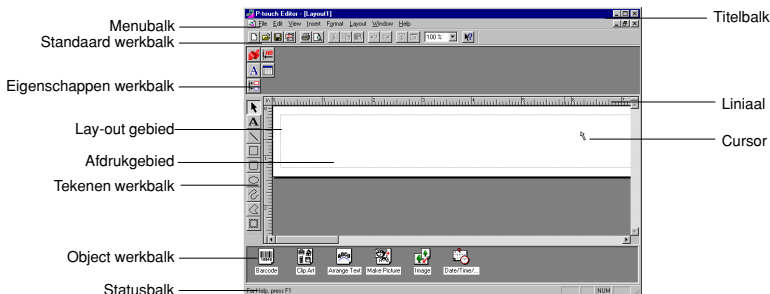 P-touch Editor - [Layout1]
Titelbalk
Menubalk
File Edit View Insert Format Layout Window Help
Standaard werkbalk
100 %
Eigenschappen werkbalk
Liniaal
Lay-out gebied
Cursor
Afdrukgebied
Tekenen werkbalk
Object werkbalk
Barcode Clip Art Arrange Text Make Picture Image Date/Time/...
Statusbalk
For Help, press F1
NUM